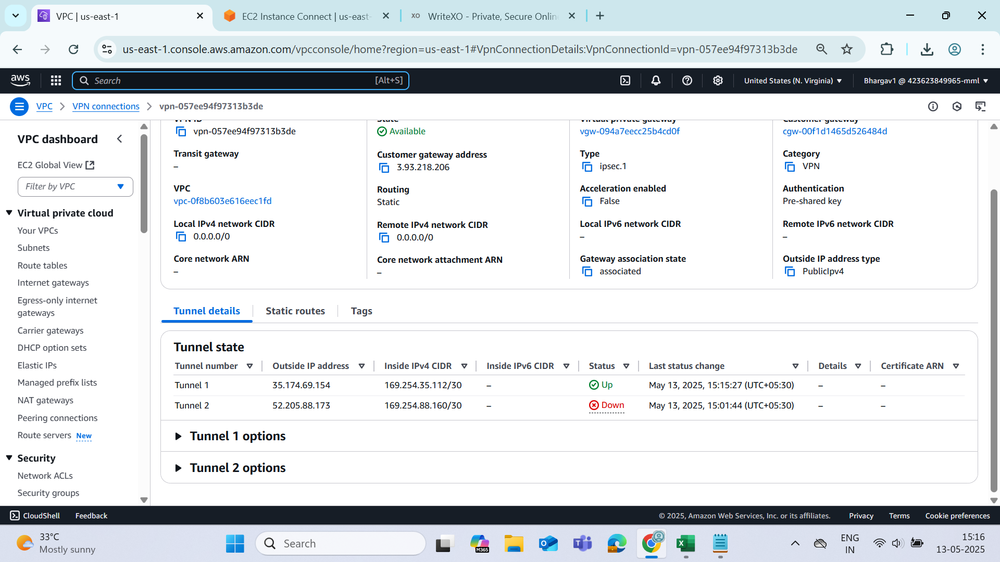 VPC | us-east-1
EC2 Instance Connect | us-east-
XO WriteXO - Private, Secure Onlin
us-east-1.console.aws.amazon.com/vpcconsole/home?region=us-east-1#VpnConnectionDetails:VpnConnectionId=vpn-057ee94f97313b3de
aws
Search [Alt+S]
United States (N. Virginia)
Bhargav1 @ 423623849965-mml
VPC
VPN connections
vpn-057ee94f97313b3de
VPC dashboard
EC2 Global View
Filter by VPC
Virtual private cloud
Your VPCs
Subnets
Route tables
Internet gateways
Egress-only internet
gateways
Carrier gateways
DHCP option sets
Elastic IPs
Managed prefix lists
NAT gateways
Peering connections
Route servers New
Security
Network ACLs
Security groups
VPN ID
vpn-057ee94f97313b3de
Transit gateway
–
VPC
vpc-0f8b603e616eec1fd
Local IPv4 network CIDR
0.0.0.0/0
Core network ARN
–
State
Available
Customer gateway address
3.93.218.206
Routing
Static
Remote IPv4 network CIDR
0.0.0.0/0
Core network attachment ARN
–
Virtual private gateway
vgw-094a7eecc25b4cd0f
Type
ipsec.1
Acceleration enabled
False
Local IPv6 network CIDR
–
Gateway association state
associated
Customer gateway
cgw-00f1d1465d526484d
Category
VPN
Authentication
Pre-shared key
Remote IPv6 network CIDR
–
Outside IP address type
PublicIpv4
Tunnel details
Static routes
Tags
Tunnel state
Tunnel number Outside IP address Inside IPv4 CIDR Inside IPv6 CIDR Status Last status change Details Certificate ARN
Tunnel 1 35.174.69.154 169.254.35.112/30 – Up May 13, 2025, 15:15:27 (UTC+05:30) – –
Tunnel 2 52.205.88.173 169.254.88.160/30 – Down May 13, 2025, 15:01:44 (UTC+05:30) – –
Tunnel 1 options
Tunnel 2 options
CloudShell
Feedback
© 2025, Amazon Web Services, Inc. or its affiliates.
Privacy
Terms
Cookie preferences
33°C
Mostly sunny
Search
M365
ENG
IN
15:16
13-05-2025